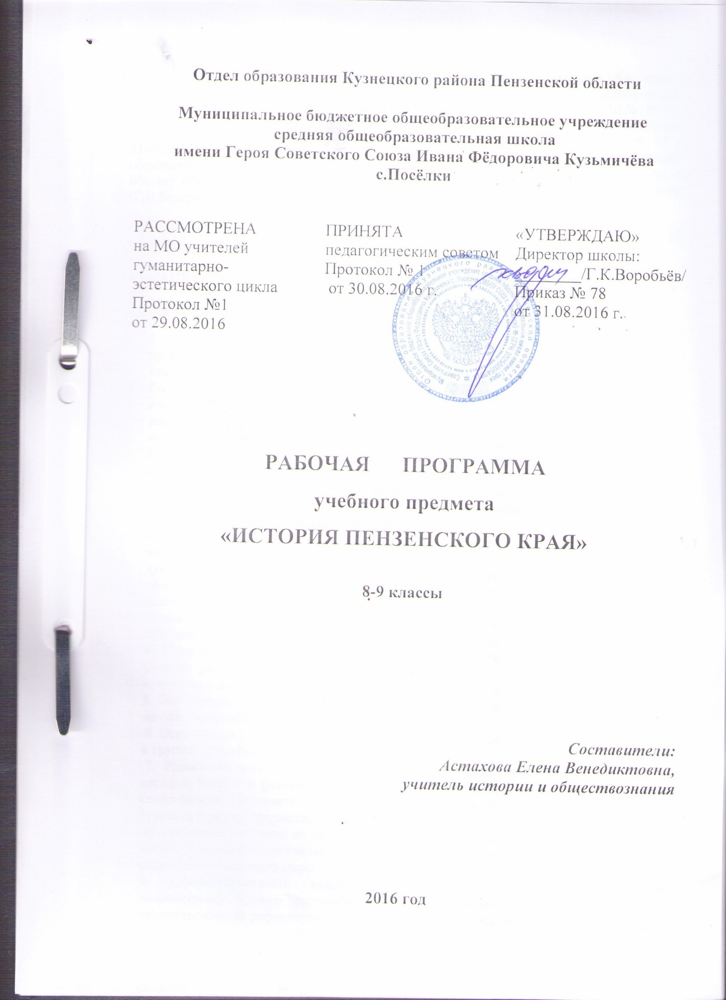 Отдел образования Кузнецкого района Пензенской области
Муниципальное бюджетное общеобразовательное учреждение
средняя общеобразовательная школа
имени Героя Советского Союза Ивана Фёдоровича Кузьмичёва
с.Посёлки
РАССМОТРЕНА
на МО учителей
гуманитарно-
эстетического цикла
Протокол №1
от 29.08.2016
ПРИНЯТА
педагогическим советом
Протокол № 1
от 30.08.2016 г.
«УТВЕРЖДАЮ»
Директор школы:
/Г.К.Воробьёв/
Приказ № 78
от 31.08.2016 г..
РАБОЧАЯ ПРОГРАММА
учебного предмета
«ИСТОРИЯ ПЕНЗЕНСКОГО КРАЯ»
8-9 классы
Составители:
Астахова Елена Венедиктовна,
учитель истории и обществознания
2016 год